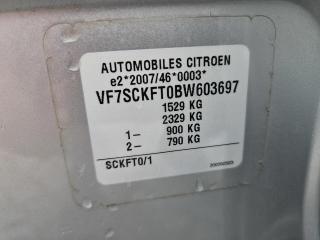 AUTOMOBILES CITROEN
e2*2007/46*0003*
VF7SCKFT0BW603697
1529 KG
2329 KG
1- 900 KG
2- 790 KG
SCKFT0/1